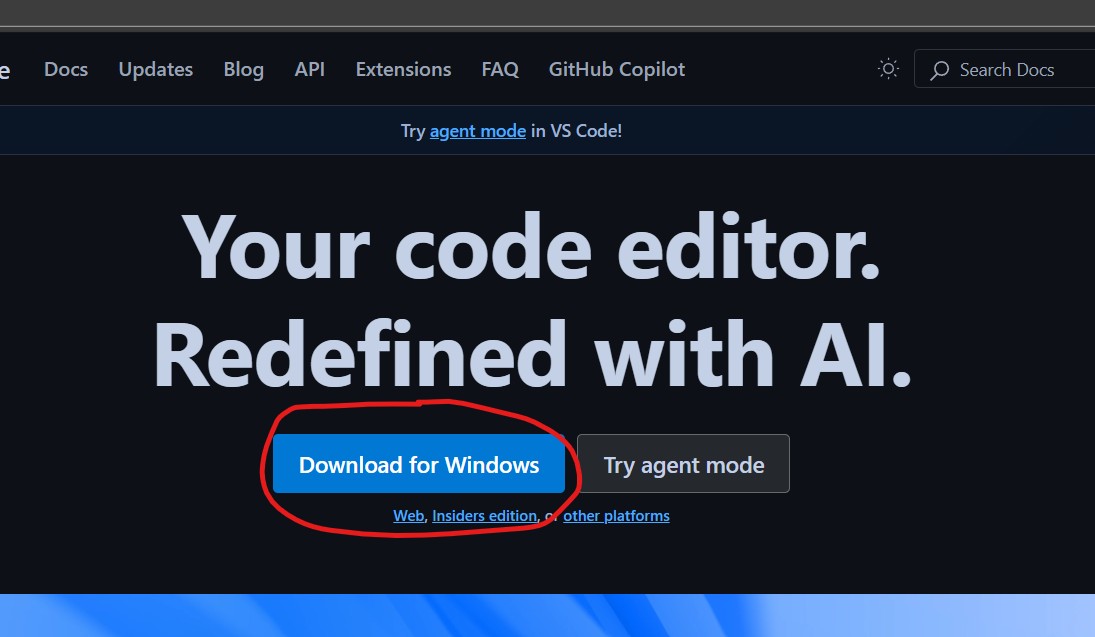 e Docs Updates Blog API Extensions FAQ GitHub Copilot Search Docs
Try agent mode in VS Code!
Your code editor.
Redefined with AI.
Download for Windows Try agent mode
Web, Insiders edition, or other platforms